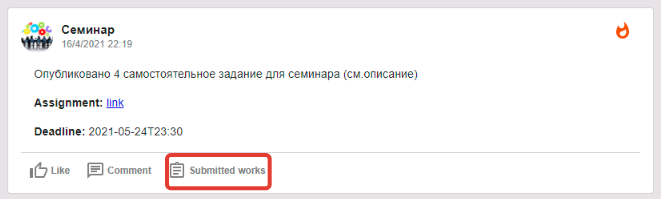 Семинар
16/4/2021 22:19
Опубликовано 4 самостоятельное задание для семинара (см.описание)
Assignment: link
Deadline: 2021-05-24T23:30
Like Comment Submitted works